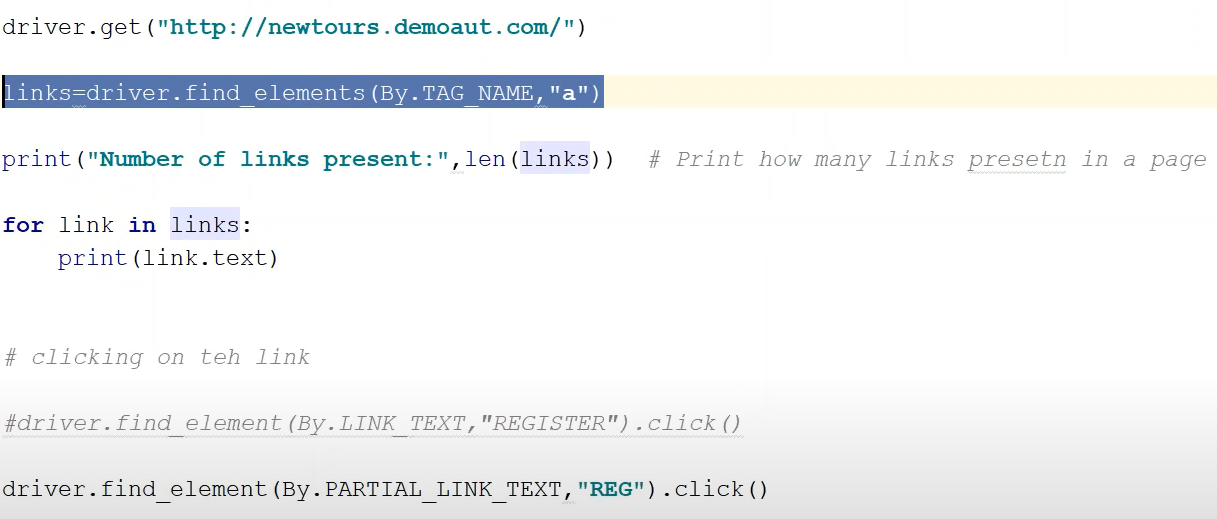 driver.get("http://newtours.demoaut.com/")
links=driver.find_elements(By.TAG_NAME,"a")
print("Number of links present:",len(links))  # Print how many links presetn in a page
for link in links:
    print(link.text)
# clicking on teh link
#driver.find_element(By.LINK_TEXT,"REGISTER").click()
driver.find_element(By.PARTIAL_LINK_TEXT,"REG").click()